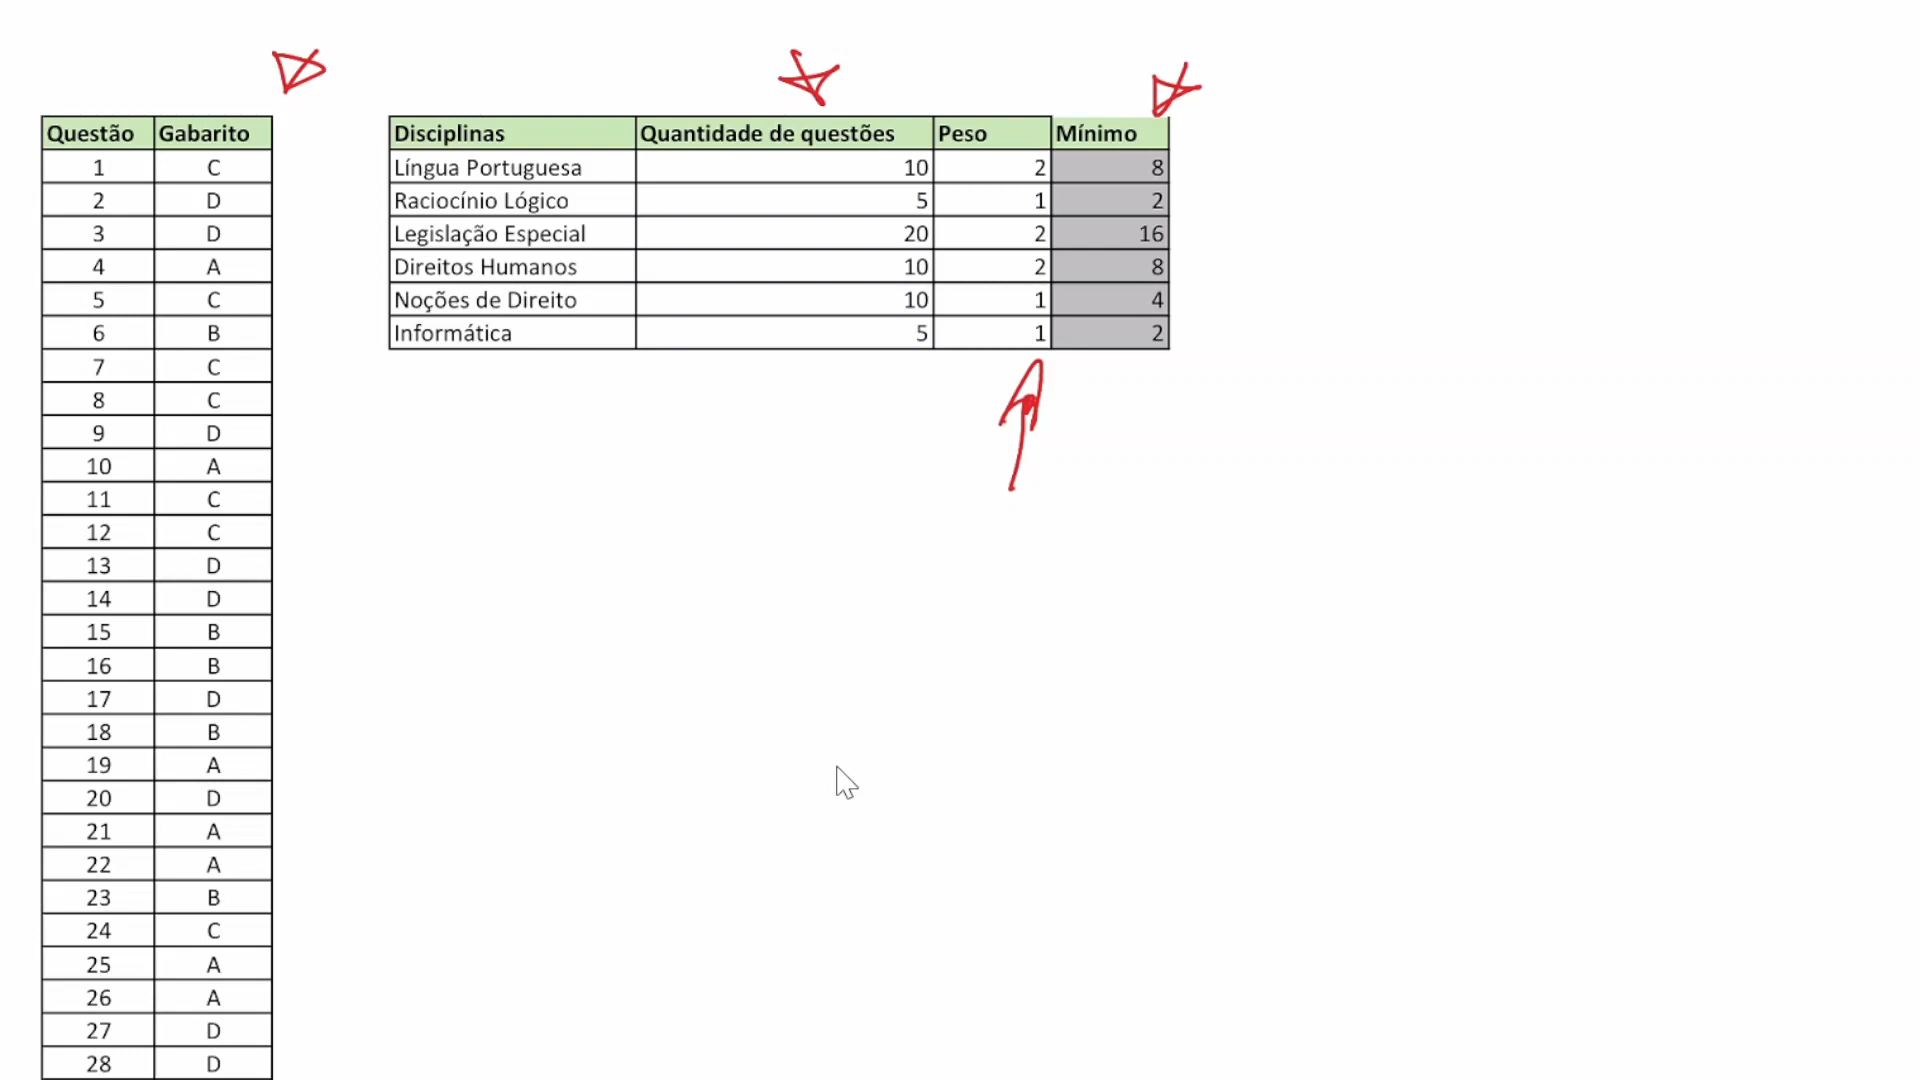 Questão Gabarito
1 C
2 D
3 D
4 A
5 C
6 B
7 C
8 C
9 D
10 A
11 C
12 C
13 D
14 D
15 B
16 B
17 D
18 B
19 A
20 D
21 A
22 A
23 B
24 C
25 A
26 A
27 D
28 D
Disciplinas Quantidade de questões Peso Mínimo
Língua Portuguesa 10 2 8
Raciocínio Lógico 5 1 2
Legislação Especial 20 2 16
Direitos Humanos 10 2 8
Noções de Direito 10 1 4
Informática 5 1 2